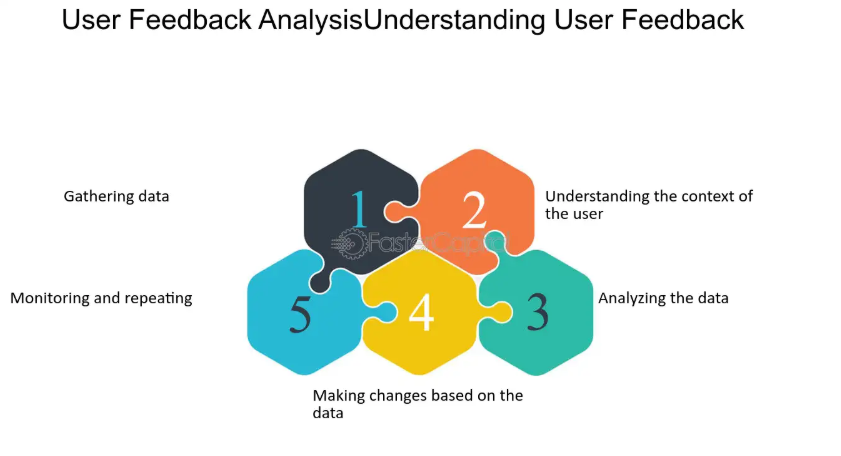 User Feedback AnalysisUnderstanding User Feedback
1
2
Gathering data
Understanding the context of
the user
FasterCapital
5
4
3
Monitoring and repeating
Analyzing the data
Making changes based on the
data